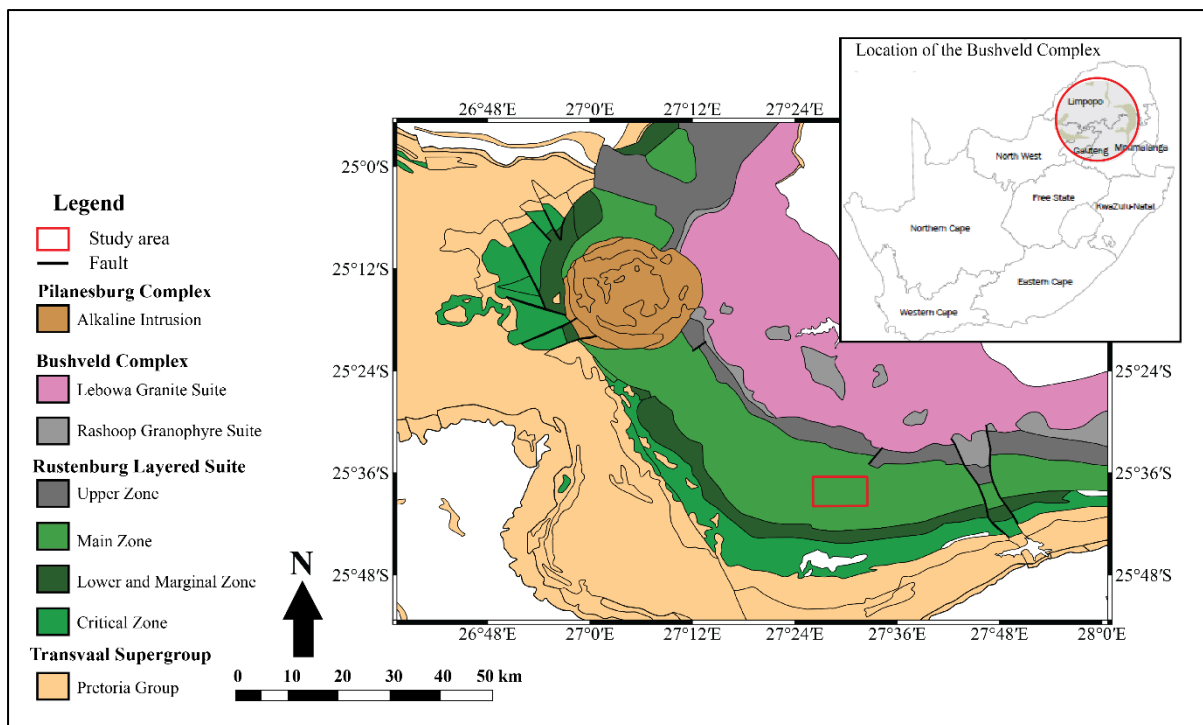 Location of the Bushveld Complex
Limpopo
North West
Gauteng
Mpumalanga
Free State
KwaZulu-Natal
Northern Cape
Eastern Cape
Western Cape
26°48'E
27°0'E
27°12'E
27°24'E
25°0'S
25°12'S
25°24'S
25°36'S
25°48'S
25°24'S
25°36'S
25°48'S
26°48'E
27°0'E
27°12'E
27°24'E
27°36'E
27°48'E
28°0'E
Legend
Study area
Fault
Pilanesburg Complex
Alkaline Intrusion
Bushveld Complex
Lebowa Granite Suite
Rashoop Granophyre Suite
Rustenburg Layered Suite
Upper Zone
Main Zone
Lower and Marginal Zone
Critical Zone
Transvaal Supergroup
Pretoria Group
N
0 10 20 30 40 50 km